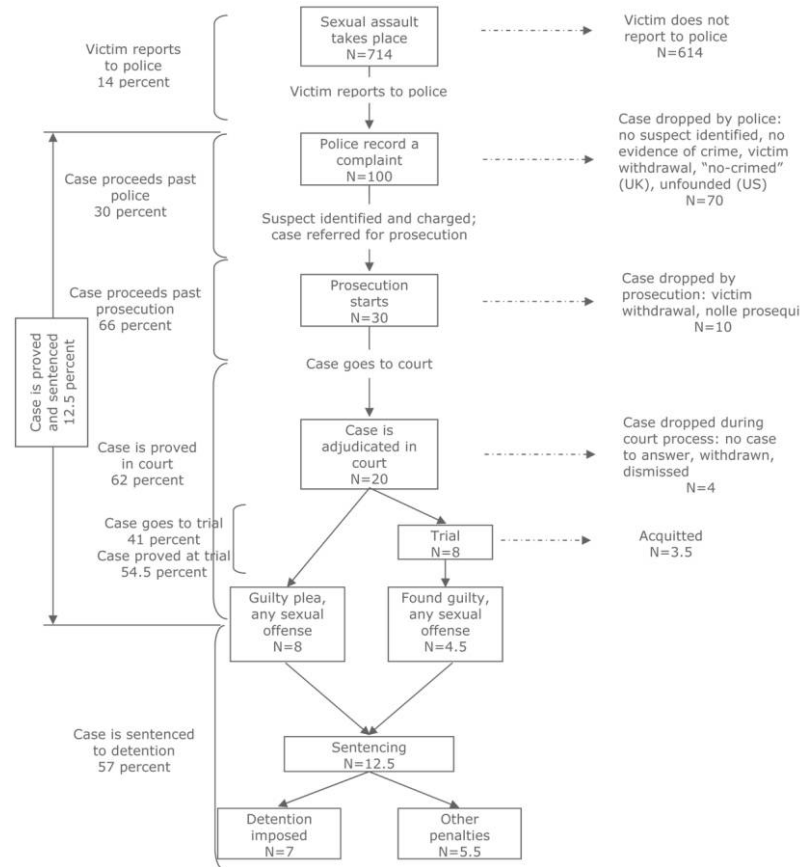 Sexual assault
takes place
N=714
Victim does not
report to police
N=614
Victim reports
to police
14 percent
Victim reports to police
Police record a
complaint
N=100
Case dropped by police:
no suspect identified, no
evidence of crime, victim
withdrawal, “no-crimed”
(UK), unfounded (US)
N=70
Case proceeds past
police
30 percent
Suspect identified and charged;
case referred for prosecution
Prosecution
starts
N=30
Case dropped by
prosecution: victim
withdrawal, nolle prosequi
N=10
Case proceeds past
prosecution
66 percent
Case is proved
and sentenced
12.5 percent
Case goes to court
Case is
adjudicated in
court
N=20
Case dropped during
court process: no case
to answer, withdrawn,
dismissed
N=4
Case is proved
in court
62 percent
Case goes to trial
41 percent
Case proved at trial
54.5 percent
Trial
N=8
Acquitted
N=3.5
Guilty plea,
any sexual
offense
N=8
Found guilty,
any sexual
offense
N=4.5
Case is sentenced
to detention
57 percent
Sentencing
N=12.5
Detention
imposed
N=7
Other
penalties
N=5.5